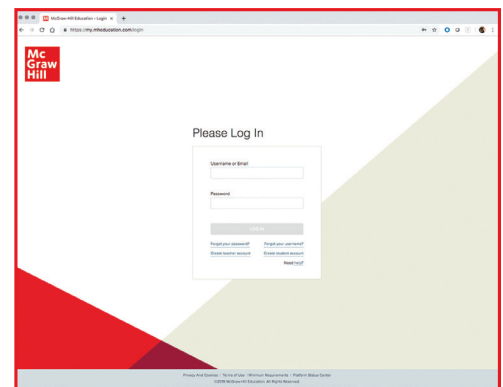 McGraw-Hill Education - Login
https://my.mheducation.com/login
Mc
Graw
Hill
Please Log In
Username or Email
Password
LOG IN
Forgot your password? Forgot your username?
Create teacher account Create student account
Need help?
Privacy And Cookies | Terms of Use | Minimum Requirements | Platform Status Center
©2019 McGraw-Hill Education. All Rights Reserved.